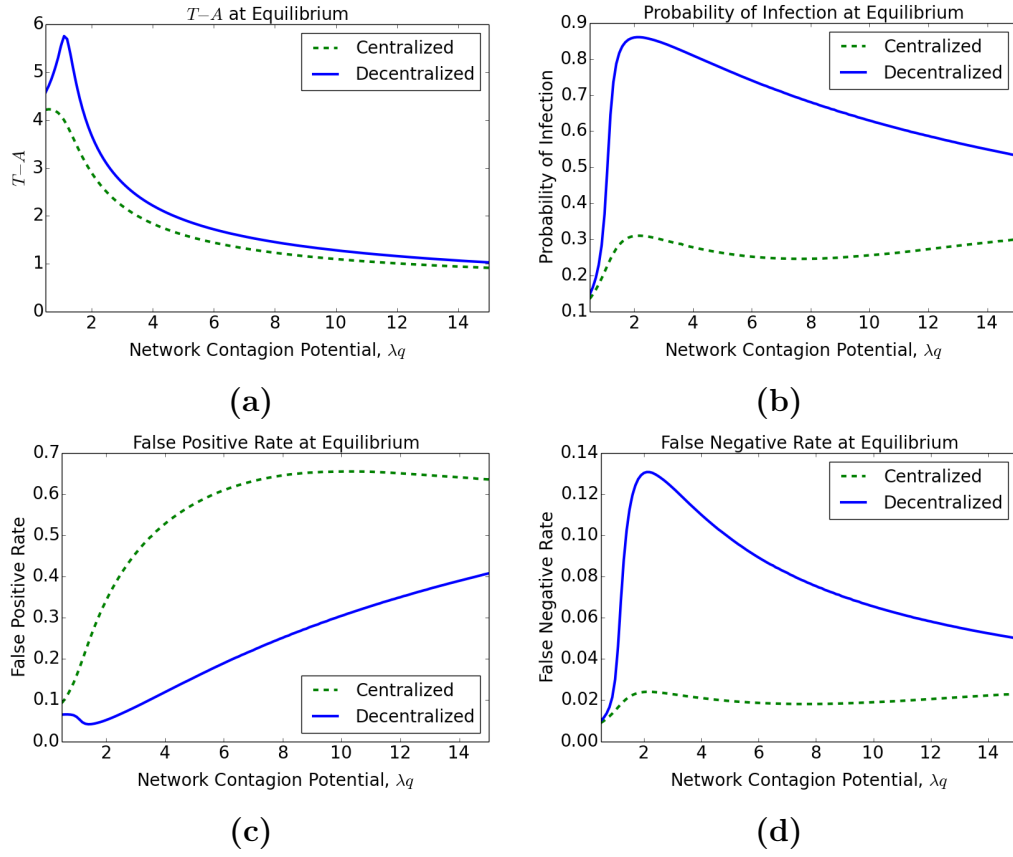 T−A at Equilibrium
6
5
4
3
2
1
0
T−A
Centralized
Decentralized
2 4 6 8 10 12 14
Network Contagion Potential, λq
(a)
Probability of Infection at Equilibrium
0.9
0.8
0.7
0.6
0.5
0.4
0.3
0.2
0.1
Probability of Infection
Centralized
Decentralized
2 4 6 8 10 12 14
Network Contagion Potential, λq
(b)
False Positive Rate at Equilibrium
0.7
0.6
0.5
0.4
0.3
0.2
0.1
0.0
False Positive Rate
Centralized
Decentralized
2 4 6 8 10 12 14
Network Contagion Potential, λq
(c)
False Negative Rate at Equilibrium
0.14
0.12
0.10
0.08
0.06
0.04
0.02
0.00
False Negative Rate
Centralized
Decentralized
2 4 6 8 10 12 14
Network Contagion Potential, λq
(d)